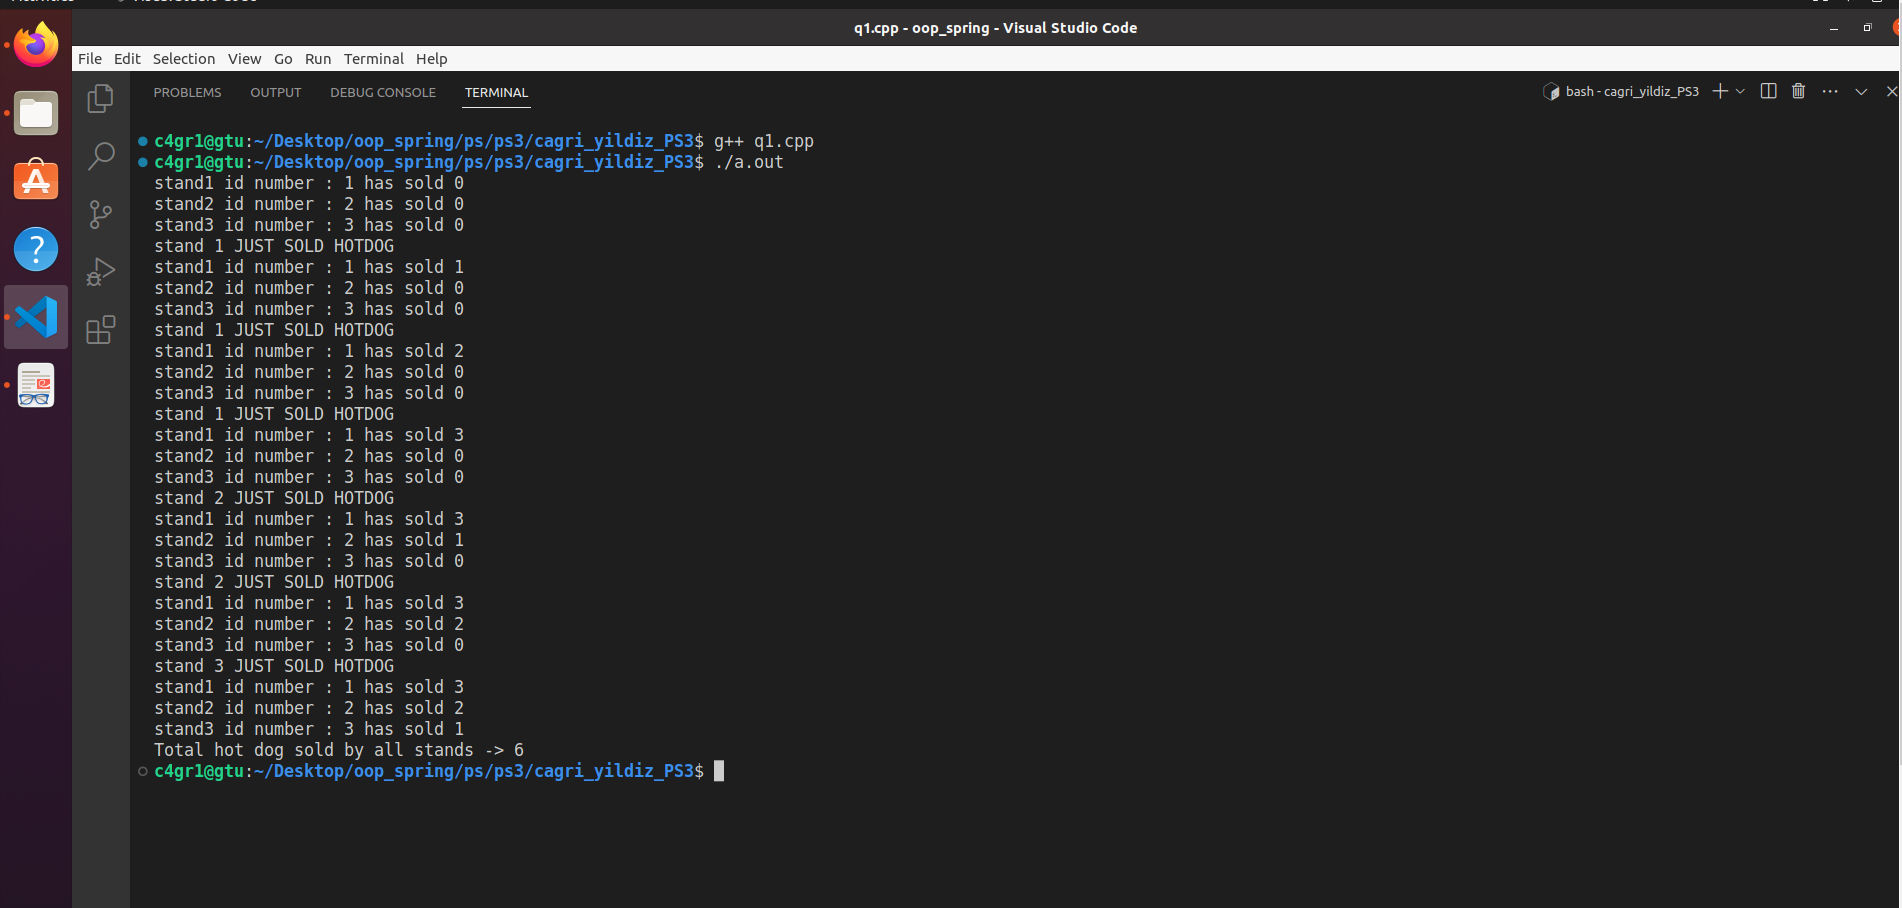 q1.cpp - oop_spring - Visual Studio Code
File Edit Selection View Go Run Terminal Help
PROBLEMS OUTPUT DEBUG CONSOLE TERMINAL
bash - cagri_yildiz_PS3
c4gr1@gtu:~/Desktop/oop_spring/ps/ps3/cagri_yildiz_PS3$ g++ q1.cpp
c4gr1@gtu:~/Desktop/oop_spring/ps/ps3/cagri_yildiz_PS3$ ./a.out
stand1 id number : 1 has sold 0
stand2 id number : 2 has sold 0
stand3 id number : 3 has sold 0
stand 1 JUST SOLD HOTDOG
stand1 id number : 1 has sold 1
stand2 id number : 2 has sold 0
stand3 id number : 3 has sold 0
stand 1 JUST SOLD HOTDOG
stand1 id number : 1 has sold 2
stand2 id number : 2 has sold 0
stand3 id number : 3 has sold 0
stand 1 JUST SOLD HOTDOG
stand1 id number : 1 has sold 3
stand2 id number : 2 has sold 0
stand3 id number : 3 has sold 0
stand 2 JUST SOLD HOTDOG
stand1 id number : 1 has sold 3
stand2 id number : 2 has sold 1
stand3 id number : 3 has sold 0
stand 2 JUST SOLD HOTDOG
stand1 id number : 1 has sold 3
stand2 id number : 2 has sold 2
stand3 id number : 3 has sold 0
stand 3 JUST SOLD HOTDOG
stand1 id number : 1 has sold 3
stand2 id number : 2 has sold 2
stand3 id number : 3 has sold 1
Total hot dog sold by all stands -> 6
c4gr1@gtu:~/Desktop/oop_spring/ps/ps3/cagri_yildiz_PS3$